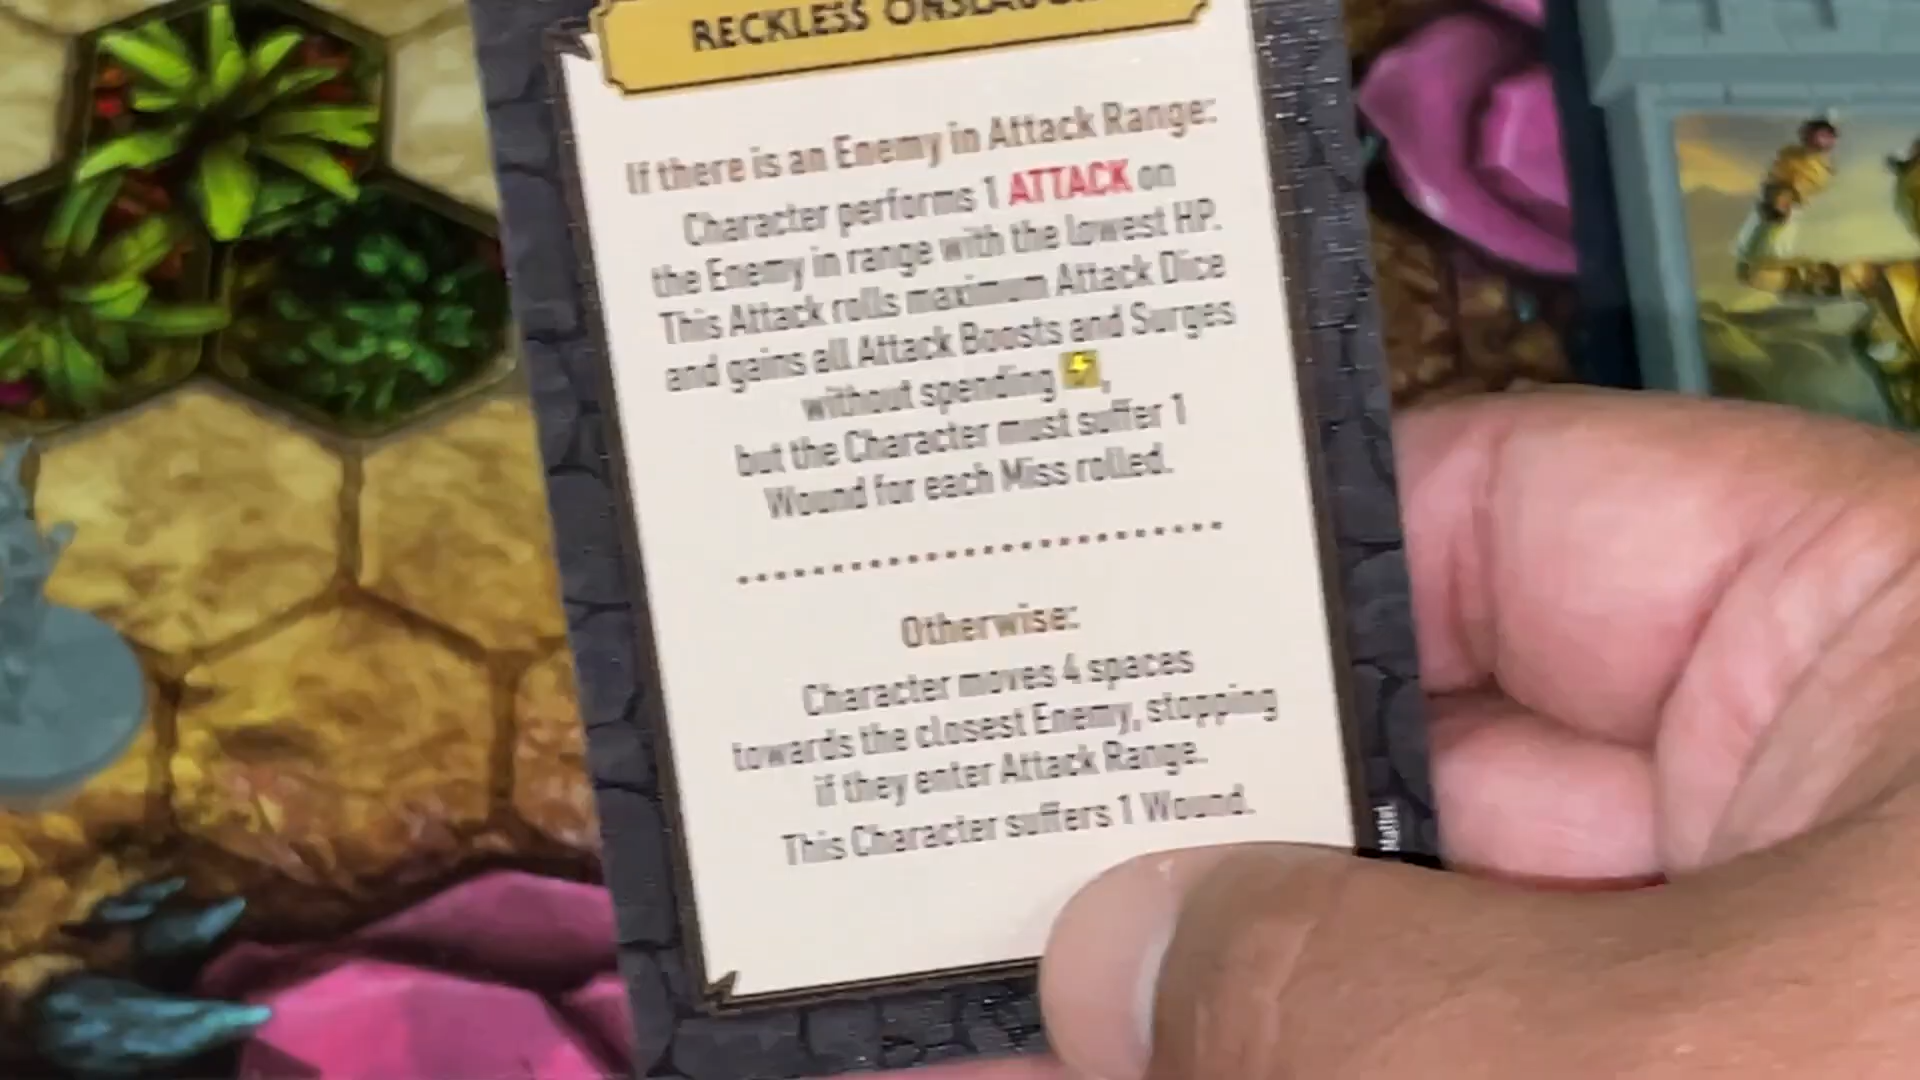 RECKLESS ONSLAUGHT
If there is an Enemy in Attack Range:
Character performs 1 ATTACK on
the Enemy in range with the lowest HP.
This Attack rolls maximum Attack Dice
and gains all Attack Boosts and Surges
without spending ,
but the Character must suffer 1
Wound for each Miss rolled.
Otherwise:
Character moves 4 spaces
towards the closest Enemy, stopping
if they enter Attack Range.
This Character suffers 1 Wound.
Mattel